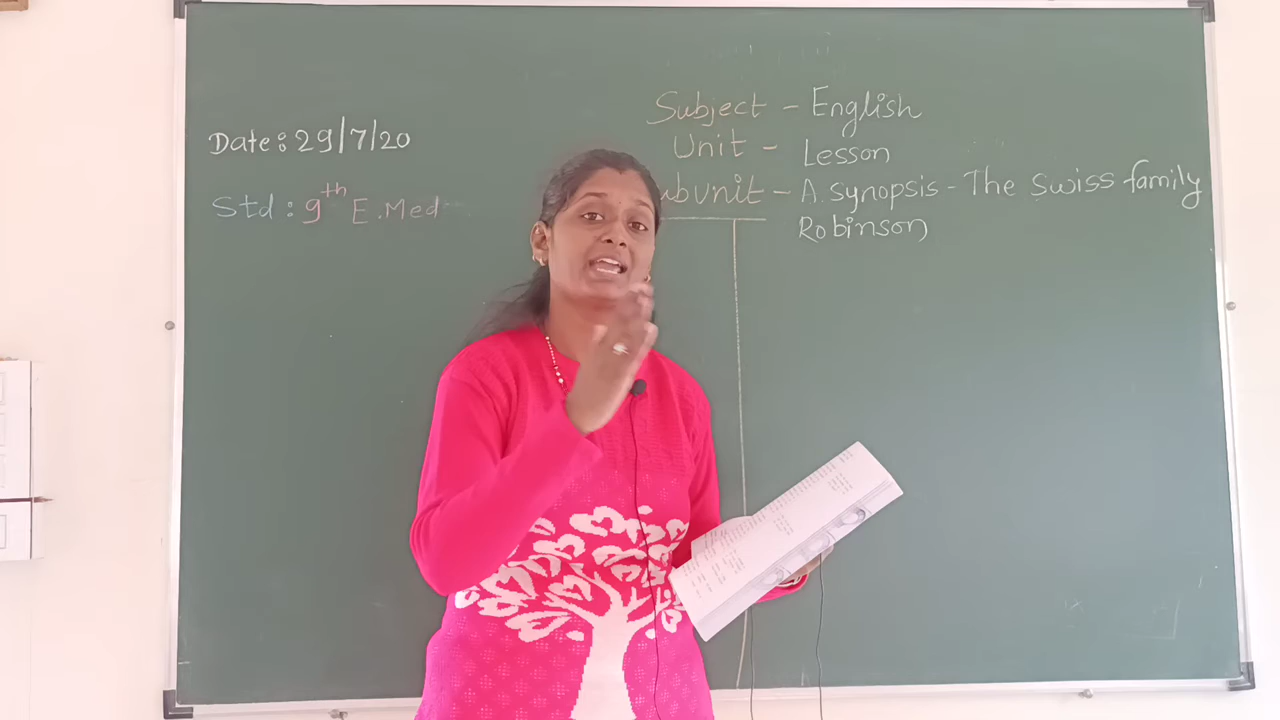 Date: 29/7/20
Std: 9th E.Med
Subject - English
Unit - Lesson
ubunit - A. synopsis - The Swiss family
Robinson